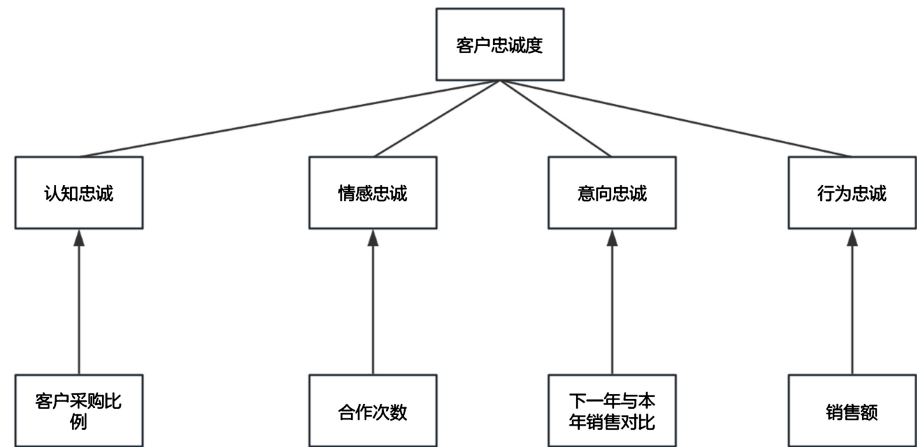 客户忠诚度
认知忠诚
情感忠诚
意向忠诚
行为忠诚
客户采购比
例
合作次数
下一年与本
年销售对比
销售额